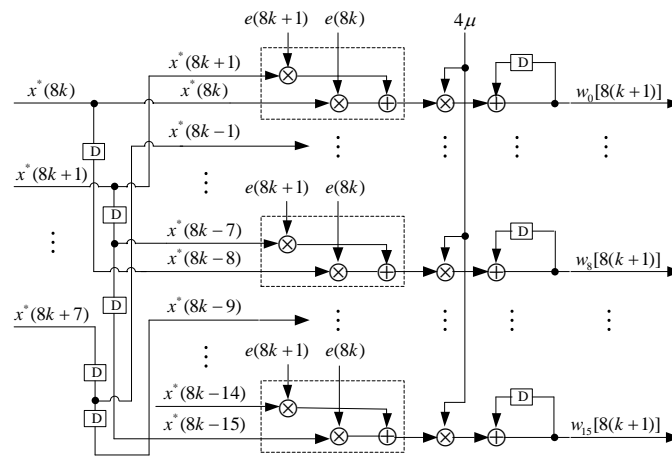 e(8k+1) e(8k) 4μ
x*(8k+1) D
x*(8k) x*(8k) w₀[8(k+1)]
D x*(8k−1)
x*(8k+1) e(8k+1) e(8k)
D
x*(8k−7) D
x*(8k−8) w₈[8(k+1)]
x*(8k+7) D x*(8k−9)
e(8k+1) e(8k)
D x*(8k−14) D
D x*(8k−15) w₁₅[8(k+1)]